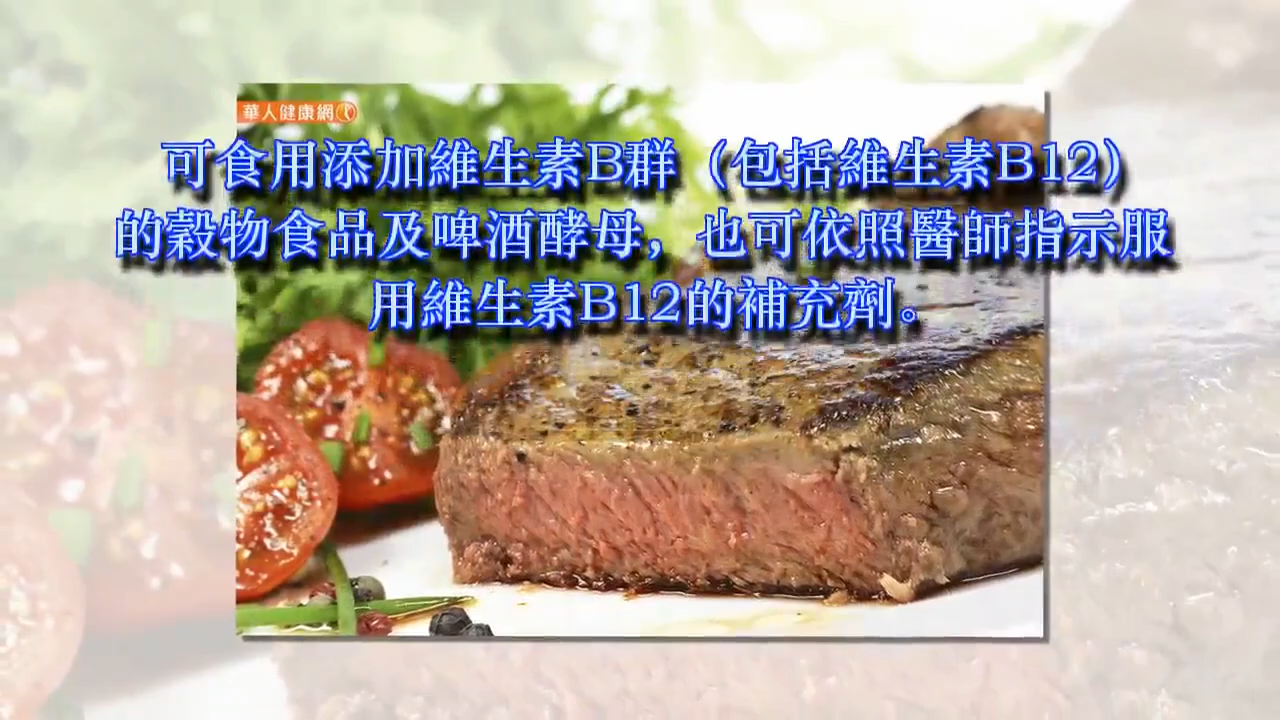 華人健康網
可食用添加維生素B群（包括維生素B12）
的穀物食品及啤酒酵母，也可依照醫師指示服
用維生素B12的補充劑。